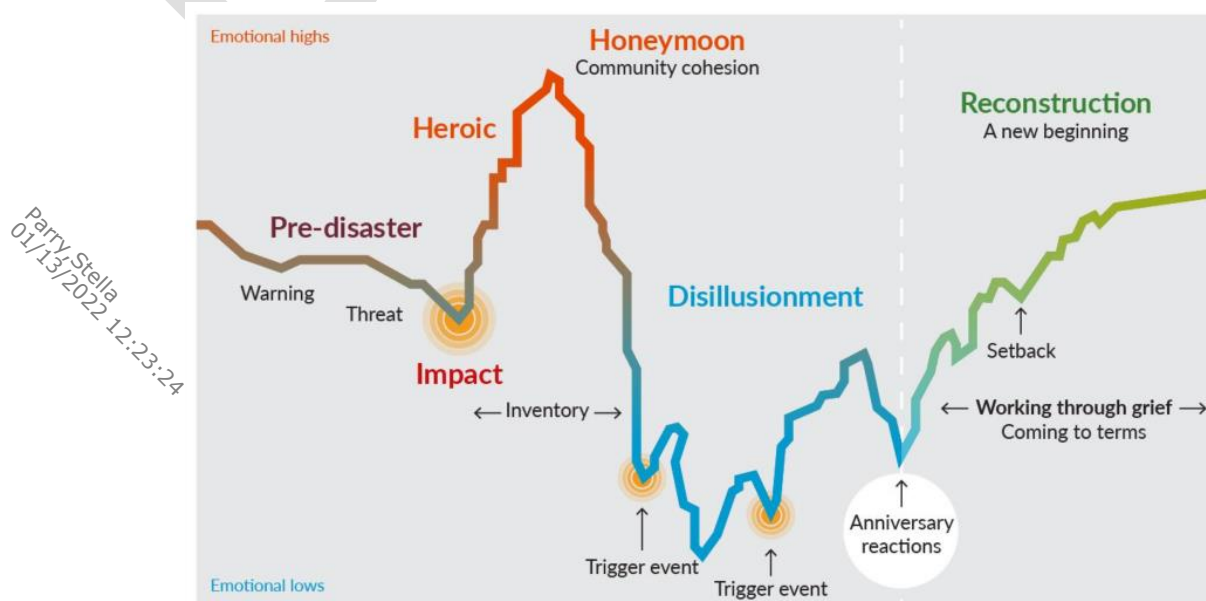 Emotional highs
Honeymoon
Community cohesion
Heroic
Reconstruction
A new beginning
Pre-disaster
Warning
Threat
Impact
Disillusionment
Setback
Inventory
Working through grief
Coming to terms
Anniversary
reactions
Trigger event
Trigger event
Emotional lows
Parry,Stella
01/13/2022 12:23:24